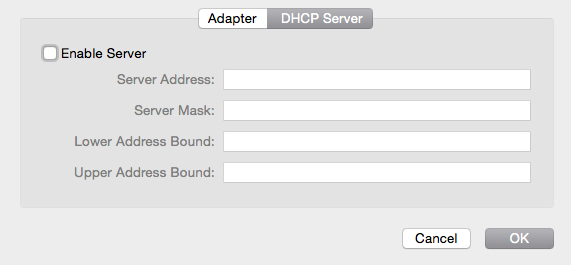 Adapter DHCP Server
Enable Server
Server Address:
Server Mask:
Lower Address Bound:
Upper Address Bound:
Cancel OK